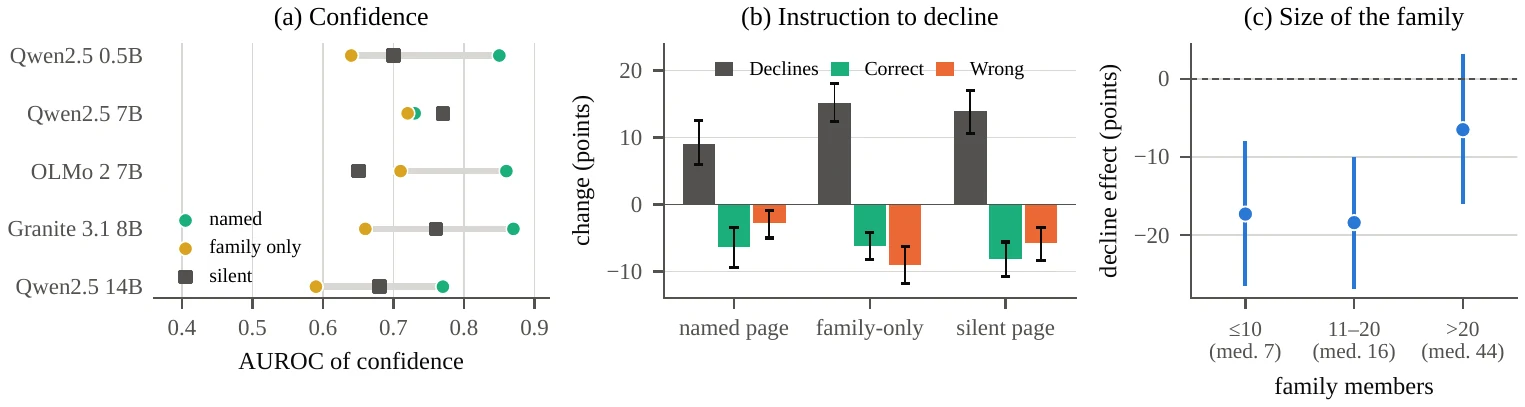 (a) Confidence
Qwen2.5 0.5B
Qwen2.5 7B
OLMo 2 7B
Granite 3.1 8B
Qwen2.5 14B
named
family only
silent
0.4 0.5 0.6 0.7 0.8 0.9
AUROC of confidence
(b) Instruction to decline
Declines Correct Wrong
change (points)
20
10
0
−10
named page family-only silent page
(c) Size of the family
decline effect (points)
0
−10
−20
≤10 11–20 >20
(med. 7) (med. 16) (med. 44)
family members